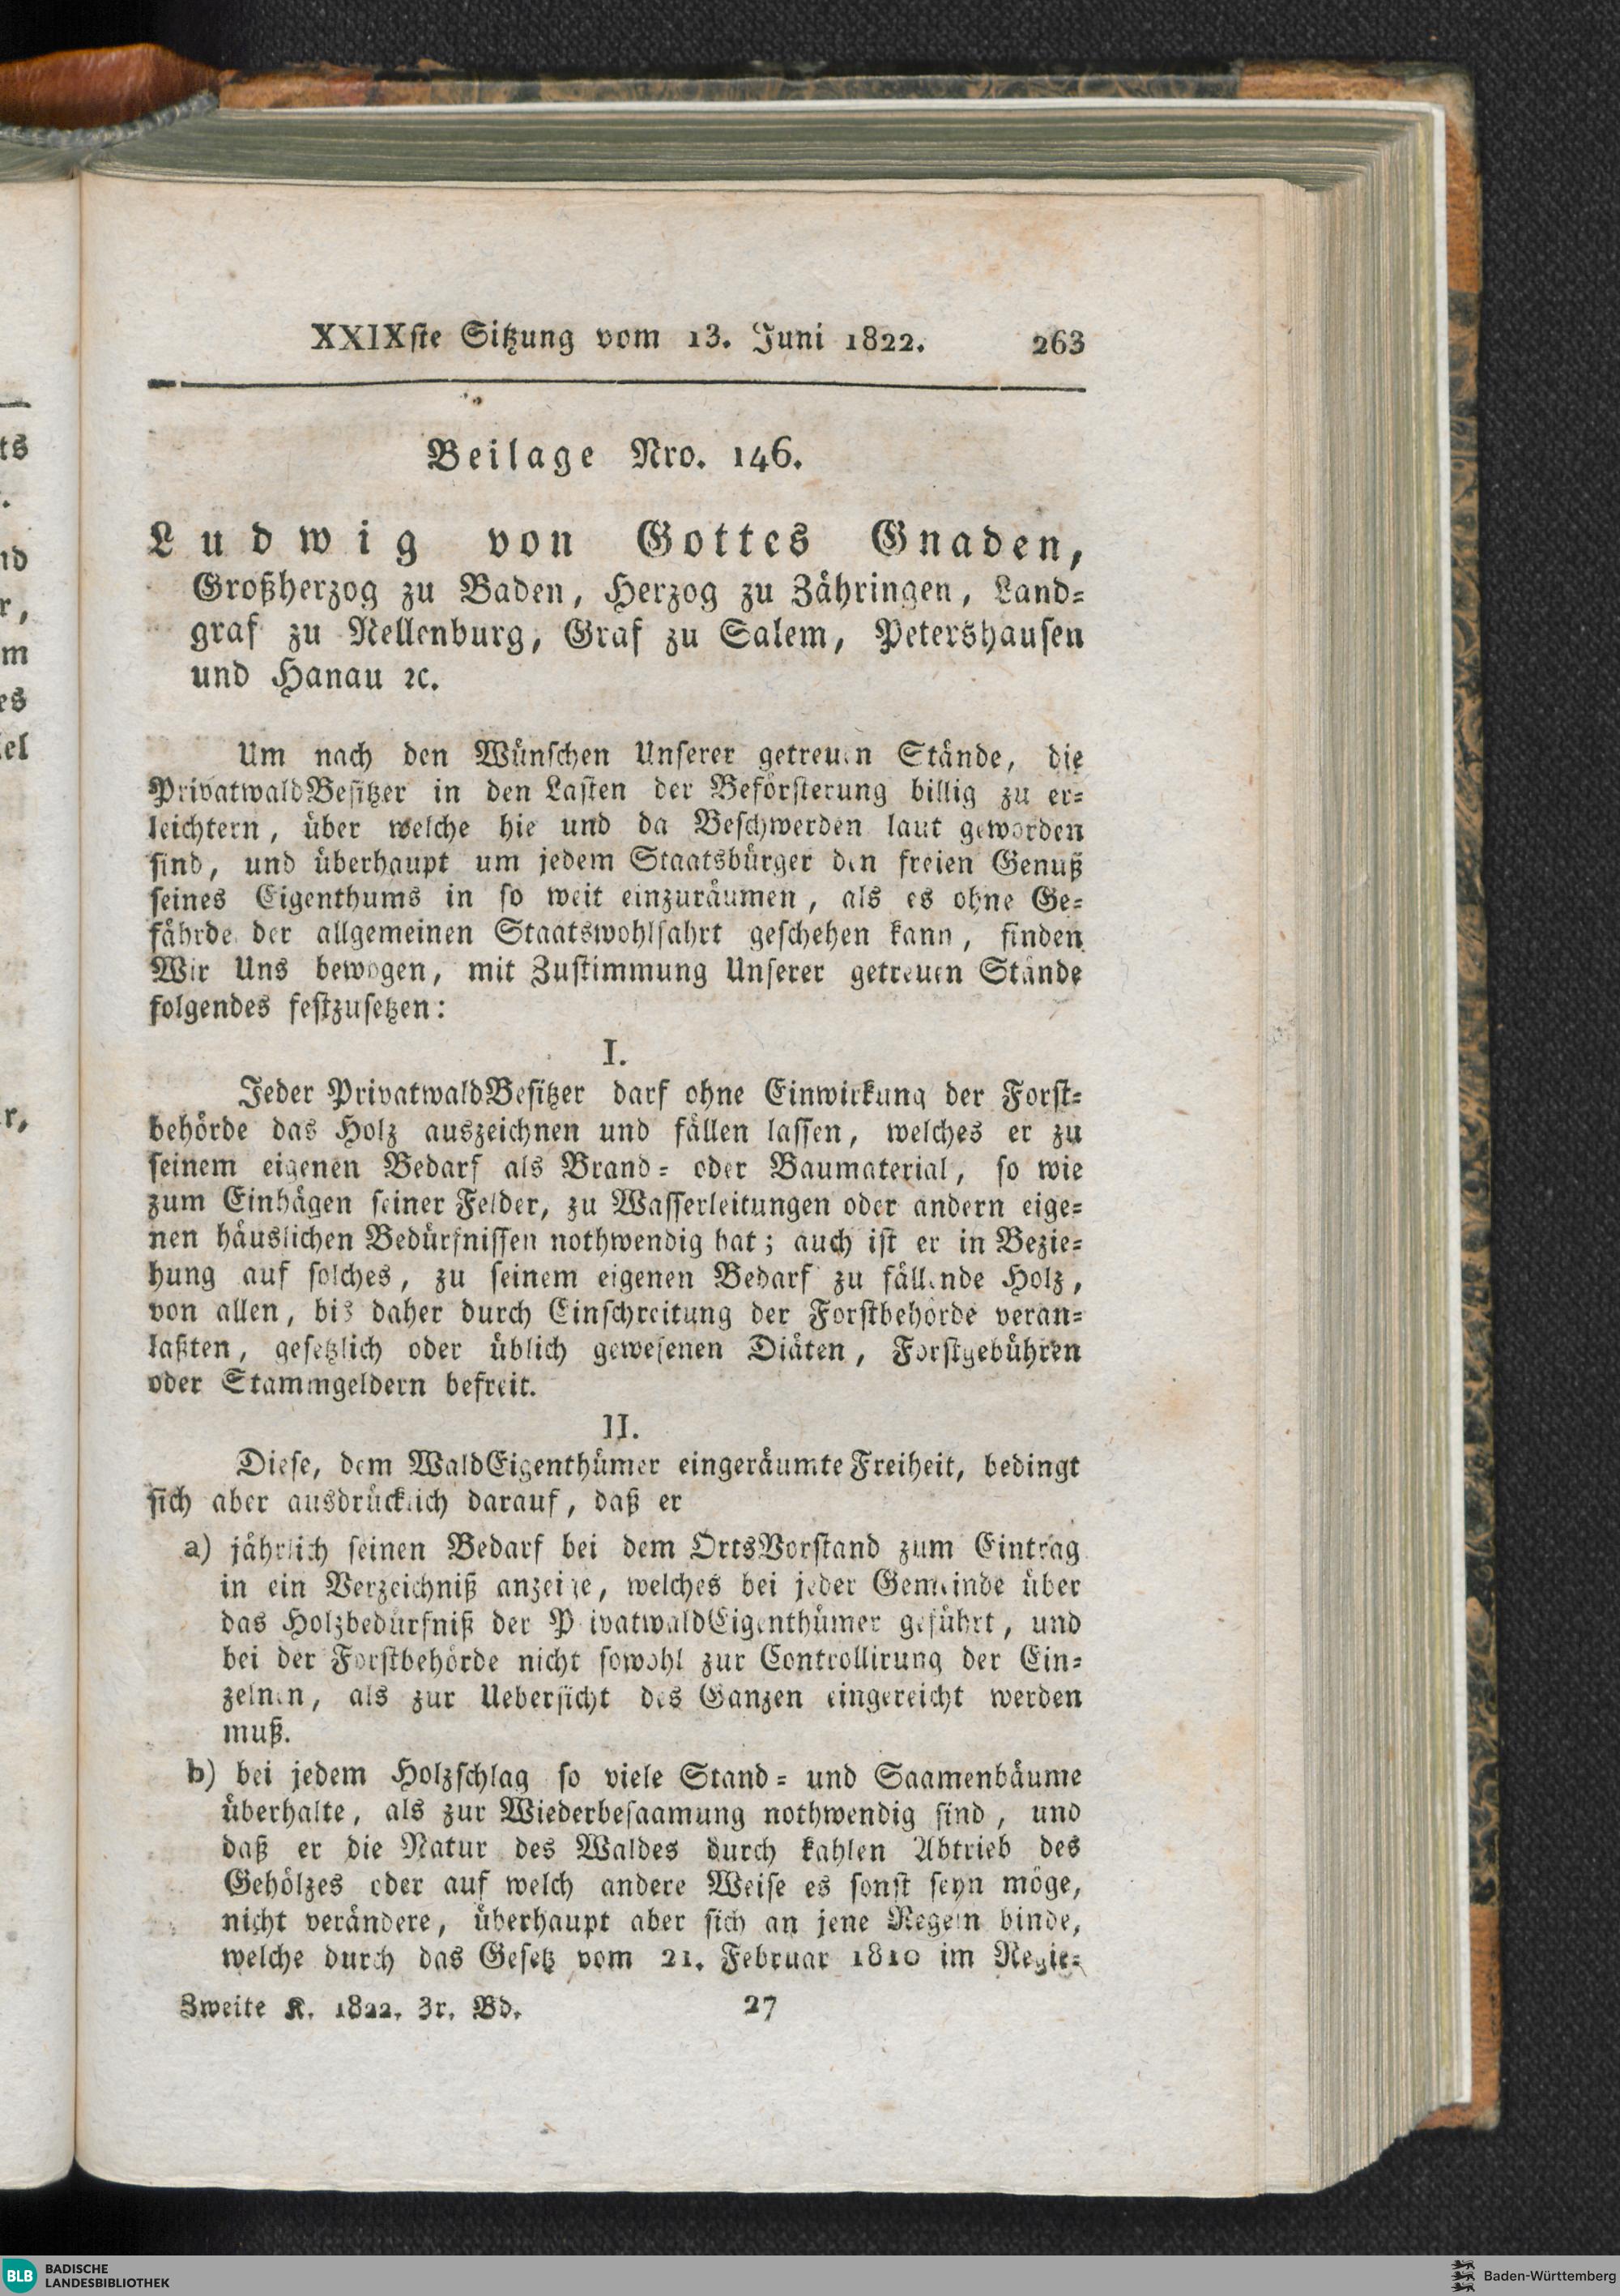 XXIXste Sitzung vom 13. Juni 1822. 263
Beilage Nro. 146.
Ludwig von Gottes Gnaden,
Großherzog zu Baden, Herzog zu Zähringen, Land=
graf zu Nellenburg, Graf zu Salem, Petershausen
und Hanau ꝛc.
Um nach den Wünschen Unserer getreuen Stände, die
PrivatwaldBesitzer in den Lasten der Beförsterung billig zu er=
leichtern, über welche hie und da Beschwerden laut geworden
sind, und überhaupt um jedem Staatsbürger den freien Genuß
seines Eigenthums in so weit einzuräumen, als es ohne Ge=
fährde der allgemeinen Staatswohlfahrt geschehen kann, finden
Wir Uns bewogen, mit Zustimmung Unserer getreuen Stände
folgendes festzusetzen:
I.
Jeder PrivatwaldBesitzer darf ohne Einwirkung der Forst=
behörde das Holz auszeichnen und fällen lassen, welches er zu
seinem eigenen Bedarf als Brand= oder Baumaterial, so wie
zum Einhägen seiner Felder, zu Wasserleitungen oder andern eige=
nen häuslichen Bedürfnissen nothwendig hat; auch ist er in Bezie=
hung auf solches, zu seinem eigenen Bedarf zu fällende Holz,
von allen, bis daher durch Einschreitung der Forstbehörde veran=
laßten, gesetzlich oder üblich gewesenen Diäten, Forstgebühren
oder Stammgeldern befreit.
II.
Diese, dem WaldEigenthümer eingeräumte Freiheit, bedingt
sich aber ausdrücklich darauf, daß er
a) jährlich seinen Bedarf bei dem OrtsVorstand zum Eintrag
in ein Verzeichniß anzeige, welches bei jeder Gemeinde über
das Holzbedürfniß der PrivatwaldEigenthümer geführt, und
bei der Forstbehörde nicht sowohl zur Controllirung der Ein=
zelnen, als zur Uebersicht des Ganzen eingereicht werden
muß.
b) bei jedem Holzschlag so viele Stand= und Saamenbäume
überhalte, als zur Wiederbesaamung nothwendig sind, und
daß er die Natur des Waldes durch kahlen Abtrieb des
Gehölzes oder auf welch andere Weise es sonst seyn möge,
nicht verändere, überhaupt aber sich an jene Regeln binde,
welche durch das Gesetz vom 21. Februar 1810 im Regie=
Zweite K. 1822. 3r. Bd. 27
ts
.
nd
r,
m
es
iel
r,
BLB BADISCHE
LANDESBIBLIOTHEK
Baden-Württemberg